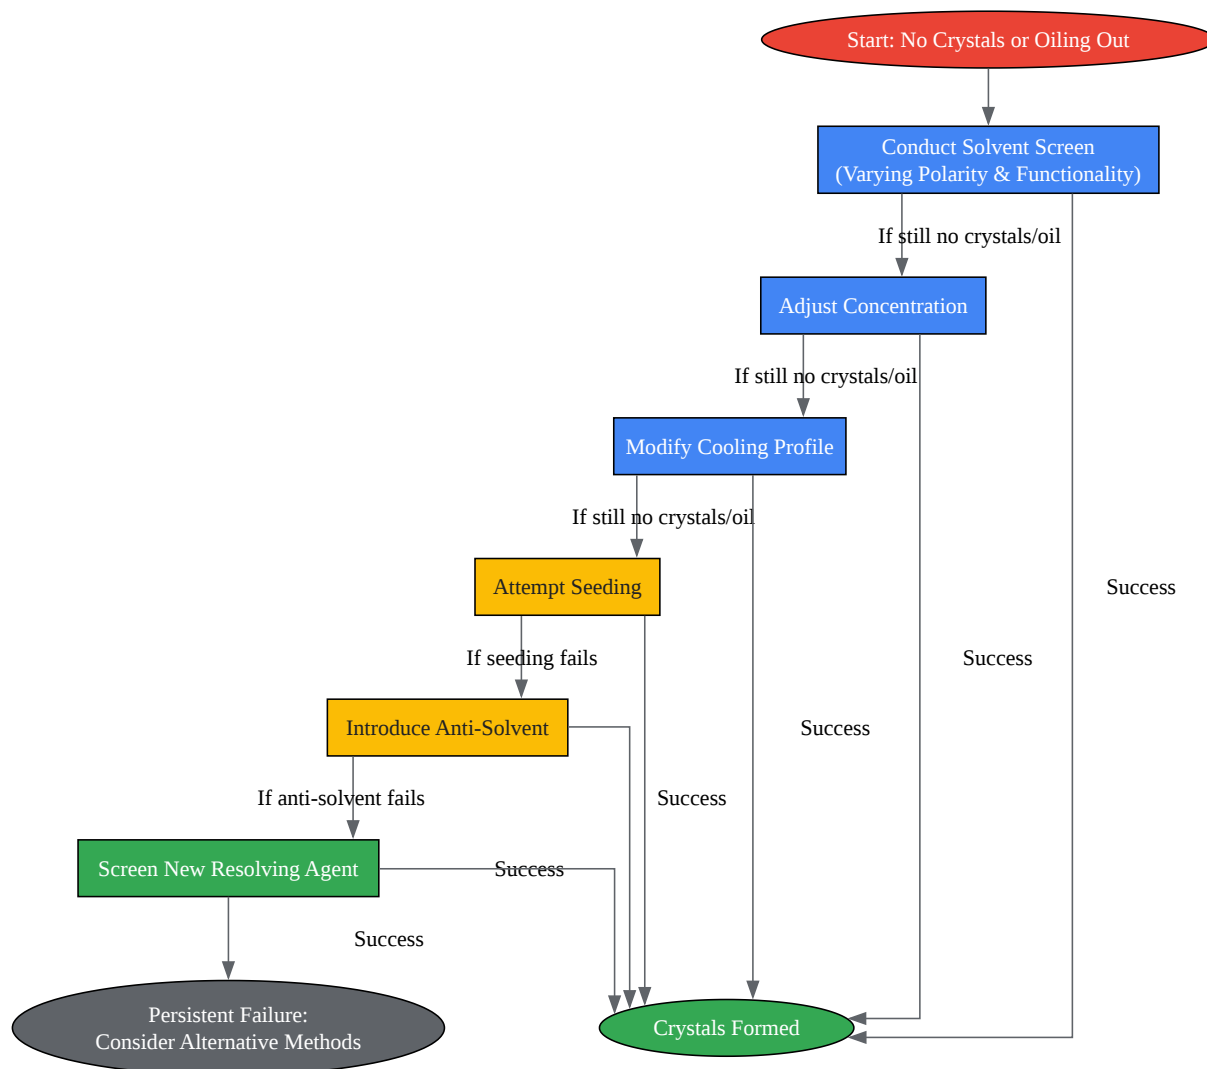 Start: No Crystals or Oiling Out
Conduct Solvent Screen
(Varying Polarity & Functionality)
If still no crystals/oil
Adjust Concentration
If still no crystals/oil
Modify Cooling Profile
If still no crystals/oil
Attempt Seeding
Success
If seeding fails
Success
Introduce Anti-Solvent
Success
If anti-solvent fails
Success
Screen New Resolving Agent
Success
Success
Persistent Failure:
Consider Alternative Methods
Crystals Formed